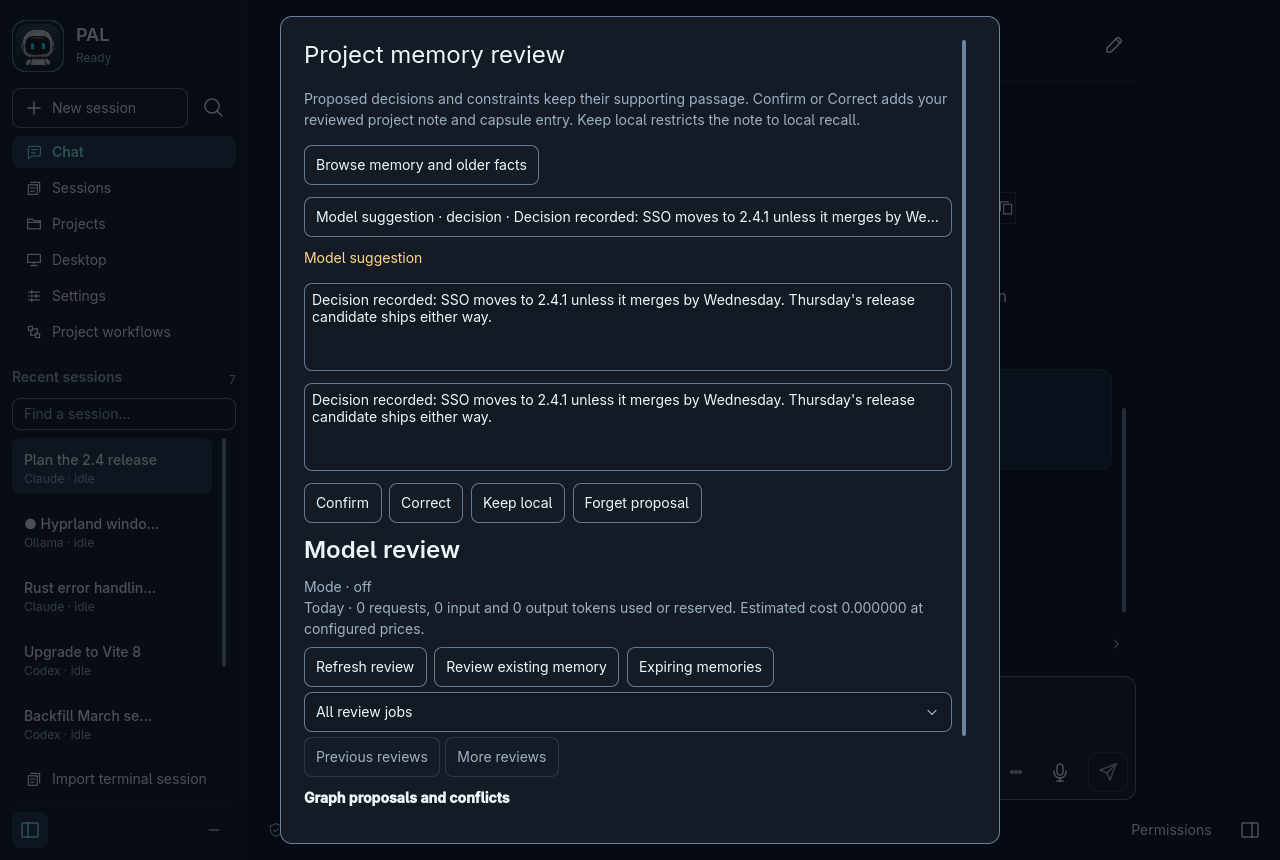 PAL
Ready
New session
Chat
Sessions
Projects
Desktop
Settings
Project workflows
Recent sessions 7
Find a session...
Plan the 2.4 release
Claude · idle
Hyprland windo...
Ollama · idle
Rust error handlin...
Claude · idle
Upgrade to Vite 8
Codex · idle
Backfill March se...
Codex · idle
Import terminal session
Project memory review
Proposed decisions and constraints keep their supporting passage. Confirm or Correct adds your
reviewed project note and capsule entry. Keep local restricts the note to local recall.
Browse memory and older facts
Model suggestion · decision · Decision recorded: SSO moves to 2.4.1 unless it merges by We...
Model suggestion
Decision recorded: SSO moves to 2.4.1 unless it merges by Wednesday. Thursday's release
candidate ships either way.
Decision recorded: SSO moves to 2.4.1 unless it merges by Wednesday. Thursday's release
candidate ships either way.
Confirm Correct Keep local Forget proposal
Model review
Mode · off
Today · 0 requests, 0 input and 0 output tokens used or reserved. Estimated cost 0.000000 at
configured prices.
Refresh review Review existing memory Expiring memories
All review jobs
Previous reviews More reviews
Graph proposals and conflicts
Permissions